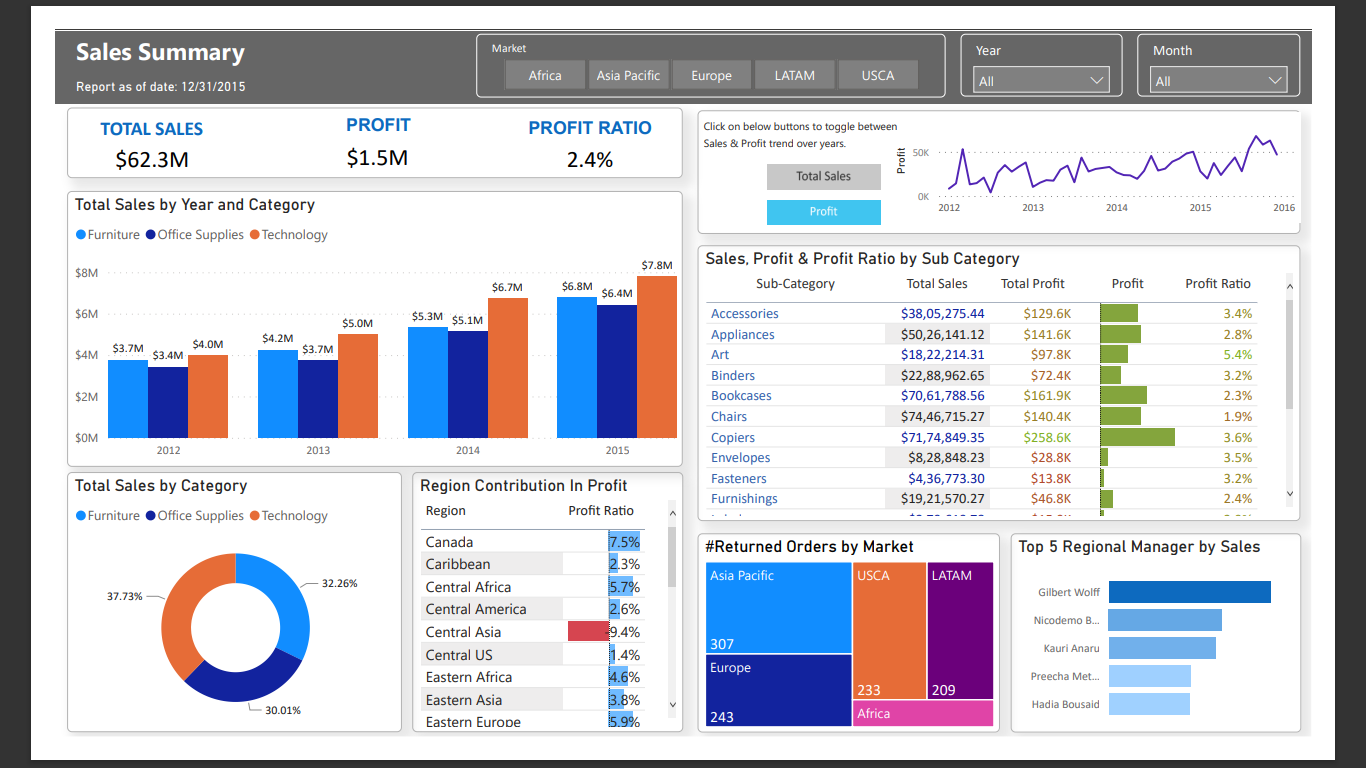 Sales Summary
Report as of date: 12/31/2015
Market
Africa
Asia Pacific
Europe
LATAM
USCA
Year
All
Month
All
TOTAL SALES
$62.3M
PROFIT
$1.5M
PROFIT RATIO
2.4%
Click on below buttons to toggle between
Sales & Profit trend over years.
Total Sales
Profit
Profit
50K
0K
2012 2013 2014 2015 2016
Total Sales by Year and Category
Furniture Office Supplies Technology
$8M
$6M
$4M
$2M
$0M
$3.7M $3.4M $4.0M
$4.2M $3.7M $5.0M
$5.3M $5.1M $6.7M
$6.8M $6.4M $7.8M
2012 2013 2014 2015
Sales, Profit & Profit Ratio by Sub Category
Sub-Category Total Sales Total Profit Profit Profit Ratio
Accessories $38,05,275.44 $129.6K 3.4%
Appliances $50,26,141.12 $141.6K 2.8%
Art $18,22,214.31 $97.8K 5.4%
Binders $22,88,962.65 $72.4K 3.2%
Bookcases $70,61,788.56 $161.9K 2.3%
Chairs $74,46,715.27 $140.4K 1.9%
Copiers $71,74,849.35 $258.6K 3.6%
Envelopes $8,28,848.23 $28.8K 3.5%
Fasteners $4,36,773.30 $13.8K 3.2%
Furnishings $19,21,570.27 $46.8K 2.4%
Total Sales by Category
Furniture Office Supplies Technology
32.26%
37.73%
30.01%
Region Contribution In Profit
Region Profit Ratio
Canada 7.5%
Caribbean 2.3%
Central Africa 5.7%
Central America 2.6%
Central Asia -9.4%
Central US 1.4%
Eastern Africa 4.6%
Eastern Asia 3.8%
Eastern Europe 5.9%
#Returned Orders by Market
Asia Pacific
307
Europe
243
USCA
233
LATAM
209
Africa
Top 5 Regional Manager by Sales
Gilbert Wolff
Nicodemo B...
Kauri Anaru
Preecha Met...
Hadia Bousaid